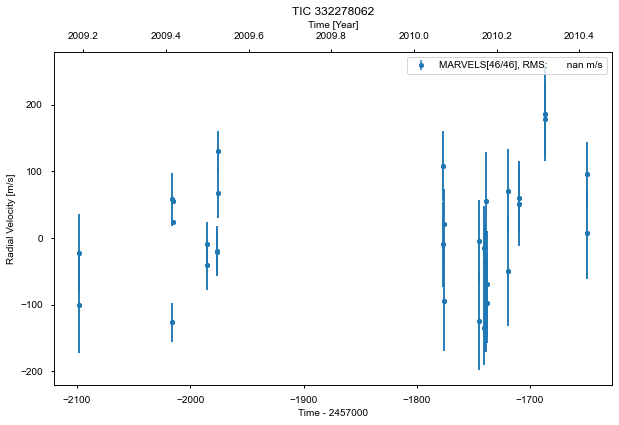 TIC 332278062
Time [Year]
2009.2 2009.4 2009.6 2009.8 2010.0 2010.2 2010.4
MARVELS[46/46], RMS: nan m/s
Radial Velocity [m/s]
200
100
0
−100
−200
−2100 −2000 −1900 −1800 −1700
Time - 2457000